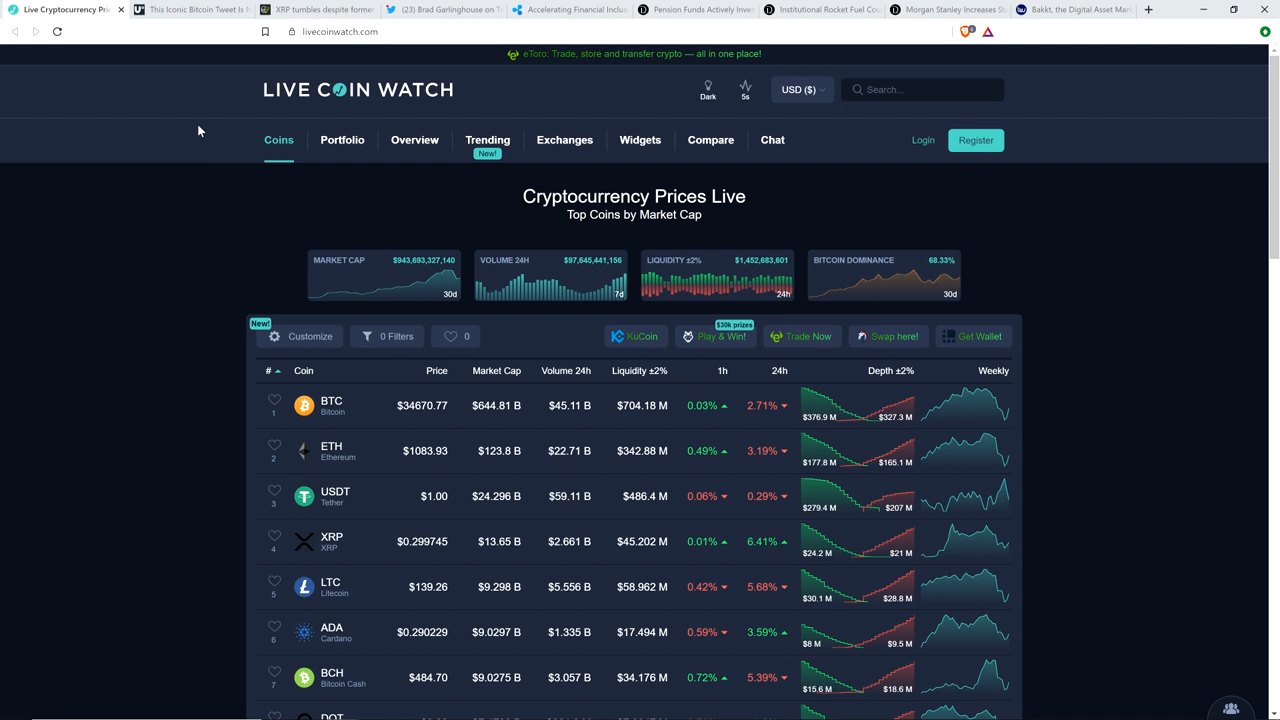 Live Cryptocurrency Pri
This Iconic Bitcoin Tweet Is N
XRP tumbles despite former
(23) Brad Garlinghouse on Tw
Accelerating Financial Inclus
Pension Funds Actively Inves
Institutional Rocket Fuel Cou
Morgan Stanley Increases St
Bakkt, the Digital Asset Mark
livecoinwatch.com
6
eToro: Trade, store and transfer crypto — all in one place!
LIVE COIN WATCH
Dark
5s
USD ($)
Search...
Coins
Portfolio
Overview
Trending
New!
Exchanges
Widgets
Compare
Chat
Login
Register
Cryptocurrency Prices Live
Top Coins by Market Cap
MARKET CAP $943,693,327,140
30d
VOLUME 24H $97,645,441,156
7d
LIQUIDITY ±2% $1,452,683,601
24h
BITCOIN DOMINANCE 68.33%
30d
New!
Customize
0 Filters
0
KuCoin
$30k prizes
Play & Win!
Trade Now
Swap here!
Get Wallet
# Coin Price Market Cap Volume 24h Liquidity ±2% 1h 24h Depth ±2% Weekly
1 BTC Bitcoin $34670.77 $644.81 B $45.11 B $704.18 M 0.03% 2.71% $376.9 M $327.3 M
2 ETH Ethereum $1083.93 $123.8 B $22.71 B $342.88 M 0.49% 3.19% $177.8 M $165.1 M
3 USDT Tether $1.00 $24.296 B $59.11 B $486.4 M 0.06% 0.29% $279.4 M $207 M
4 XRP XRP $0.299745 $13.65 B $2.661 B $45.202 M 0.01% 6.41% $24.2 M $21 M
5 LTC Litecoin $139.26 $9.298 B $5.556 B $58.962 M 0.42% 5.68% $30.1 M $28.8 M
6 ADA Cardano $0.290229 $9.0297 B $1.335 B $17.494 M 0.59% 3.59% $8 M $9.5 M
7 BCH Bitcoin Cash $484.70 $9.0275 B $3.057 B $34.176 M 0.72% 5.39% $15.6 M $18.6 M
DOT